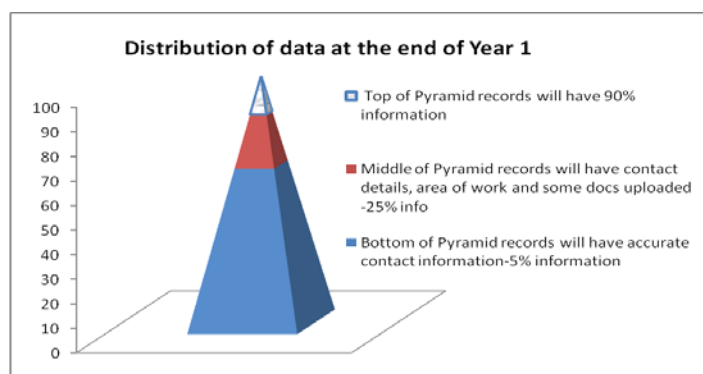 Distribution of data at the end of Year 1
100
90
80
70
60
50
40
30
20
10
0
Top of Pyramid records will have 90%
information
Middle of Pyramid records will have contact
details, area of work and some docs uploaded
-25% info
Bottom of Pyramid records will have accurate
contact information-5% information